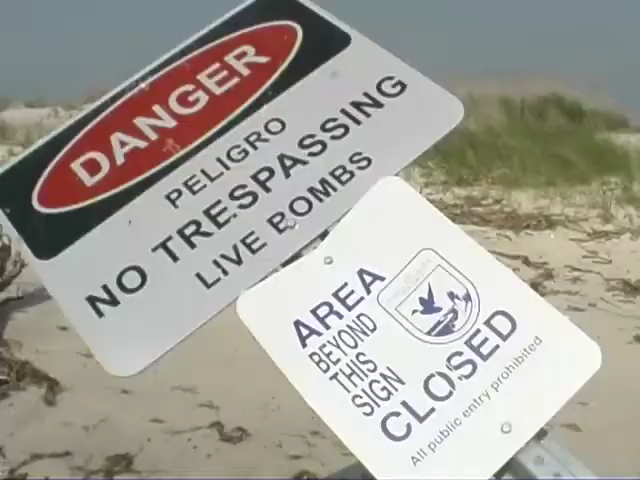 DANGER
PELIGRO
NO TRESPASSING
LIVE BOMBS
AREA
BEYOND
THIS
SIGN
CLOSED
All public entry prohibited